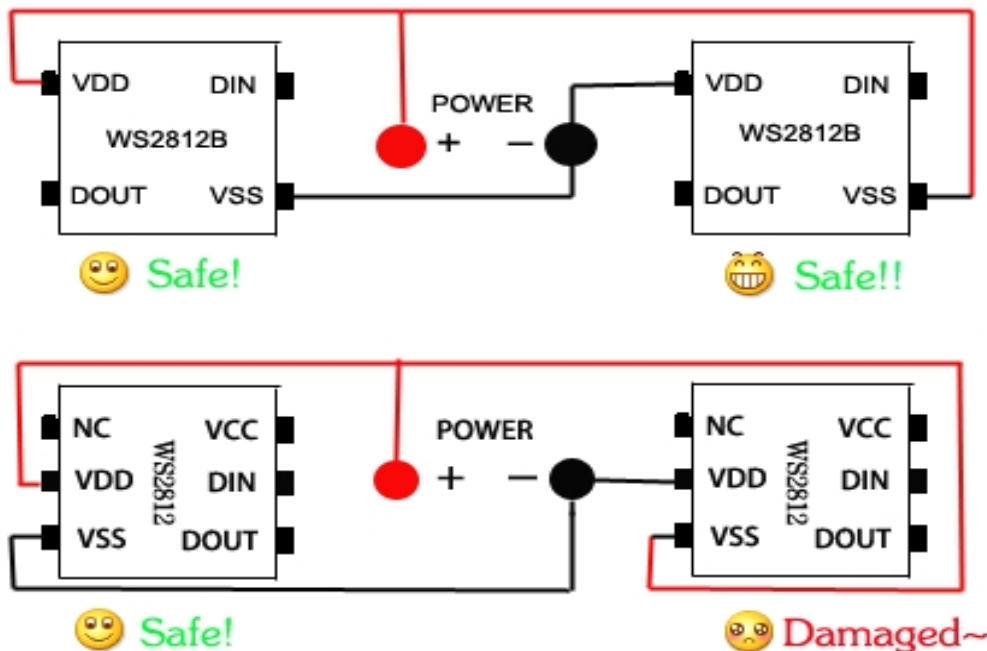 VDD DIN
WS2812B
DOUT VSS
POWER
+ −
VDD DIN
WS2812B
DOUT VSS
Safe!
Safe!!
NC VCC
VDD DIN
VSS DOUT
WS2812
POWER
+ −
NC VCC
VDD DIN
VSS DOUT
WS2812
Safe!
Damaged~